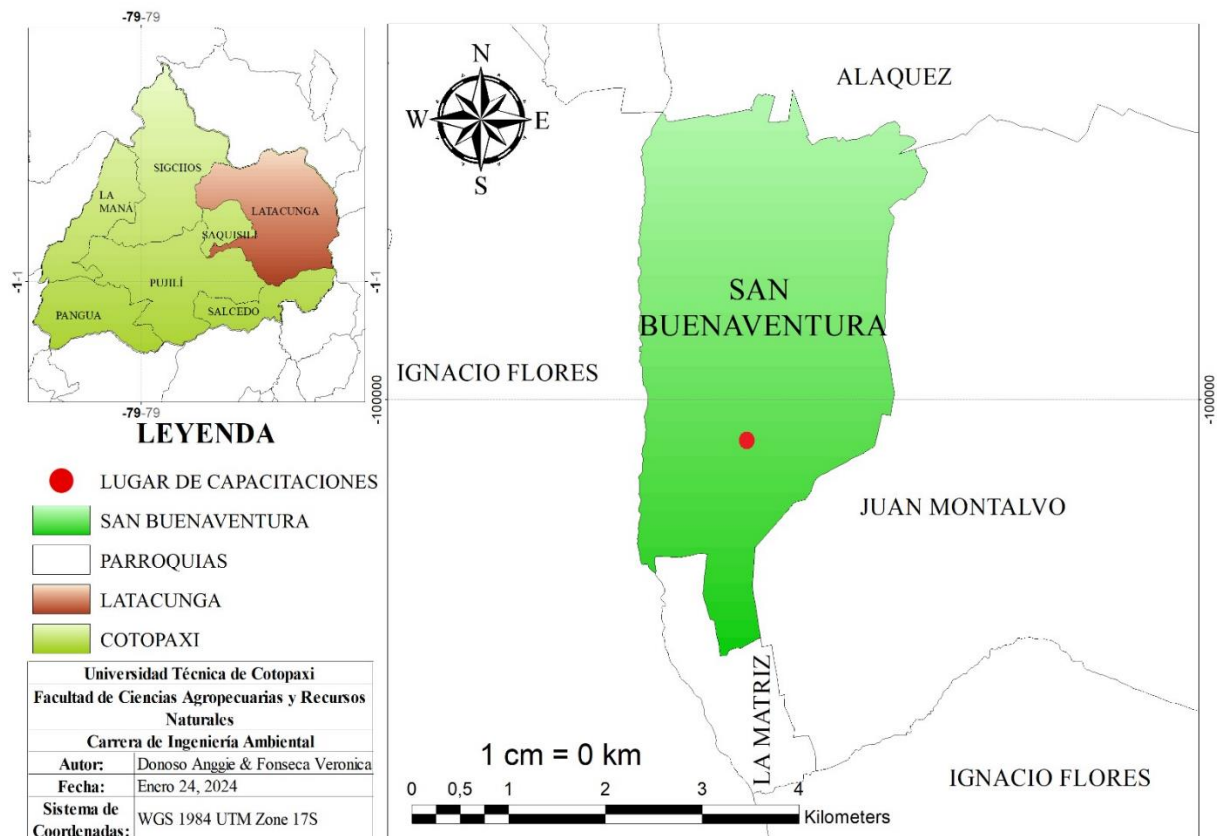 -79-79
SIGCHOS
LA
MANÁ
LATACUNGA
SAQUISILÍ
PUJILÍ
PANGUA
SALCEDO
-1-1
-1-1
-79-79
LEYENDA
LUGAR DE CAPACITACIONES
SAN BUENAVENTURA
PARROQUIAS
LATACUNGA
COTOPAXI
Universidad Técnica de Cotopaxi
Facultad de Ciencias Agropecuarias y Recursos
Naturales
Carrera de Ingeniería Ambiental
Autor: Donoso Anggie & Fonseca Veronica
Fecha: Enero 24, 2024
Sistema de
Coordenadas: WGS 1984 UTM Zone 17S
N
W E
S
ALAQUEZ
SAN
BUENAVENTURA
IGNACIO FLORES
-100000
-100000
JUAN MONTALVO
LA MATRIZ
IGNACIO FLORES
1 cm = 0 km
0 0,5 1 2 3 4
Kilometers